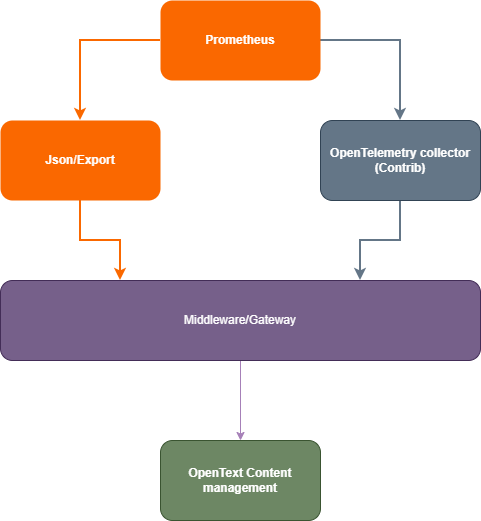 Prometheus
Json/Export
OpenTelemetry collector
(Contrib)
Middleware/Gateway
OpenText Content
management